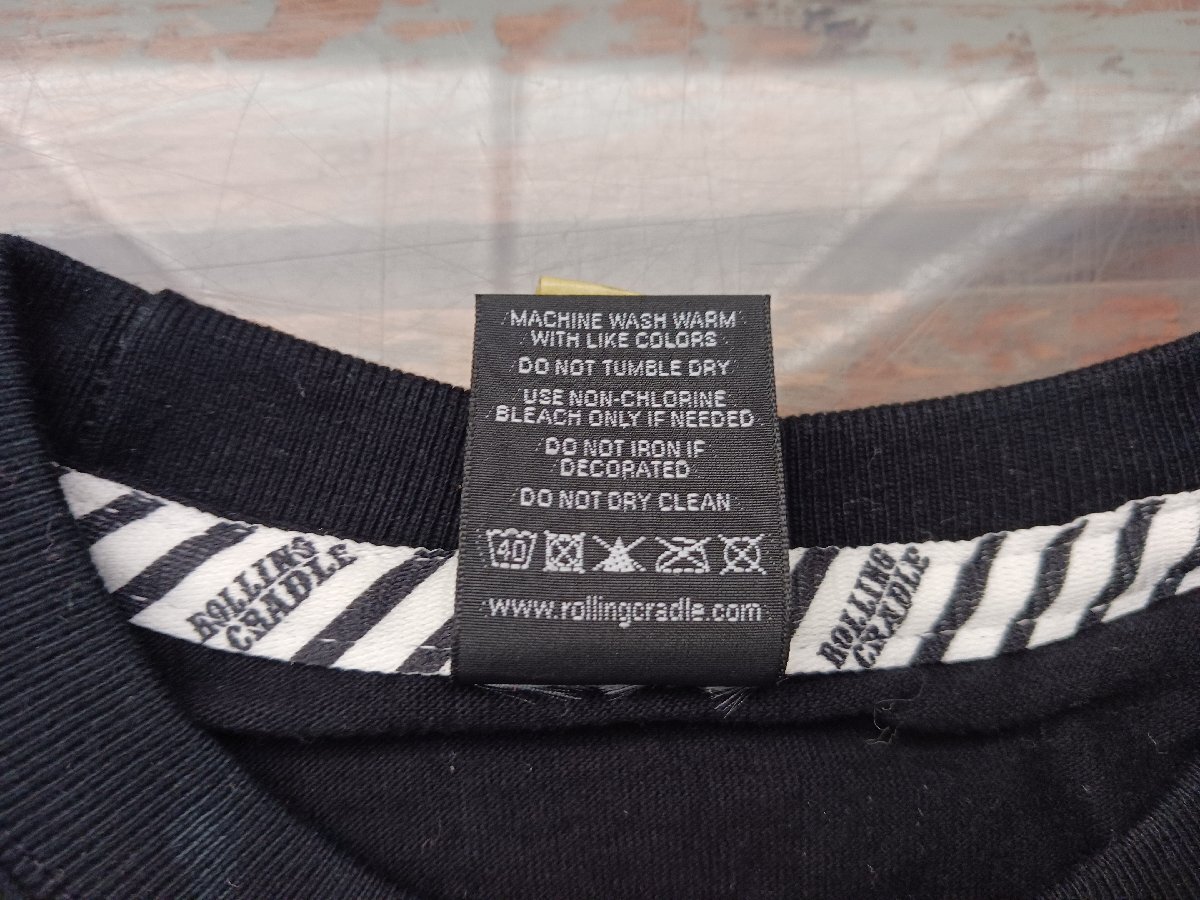 MACHINE WASH WARM
WITH LIKE COLORS
DO NOT TUMBLE DRY
USE NON-CHLORINE
BLEACH ONLY IF NEEDED
DO NOT IRON IF
DECORATED
DO NOT DRY CLEAN
40
www.rollingcradle.com
ROLLING
CRADLE
ROLLING
CRADLE